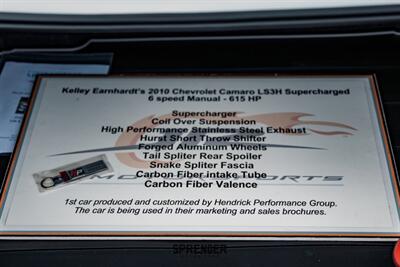 Kelley Earnhardt's 2010 Chevrolet Camaro LS3H Supercharged
6 speed Manual - 615 HP
Supercharger
Coil Over Suspension
High Performance Stainless Steel Exhaust
Hurst Short Throw Shifter
Forged Aluminum Wheels
Tail Spliter Rear Spoiler
Snake Spliter Fascia
Carbon Fiber intake Tube
Carbon Fiber Valence
1st car produced and customized by Hendrick Performance Group.
The car is being used in their marketing and sales brochures.
SPRENGER